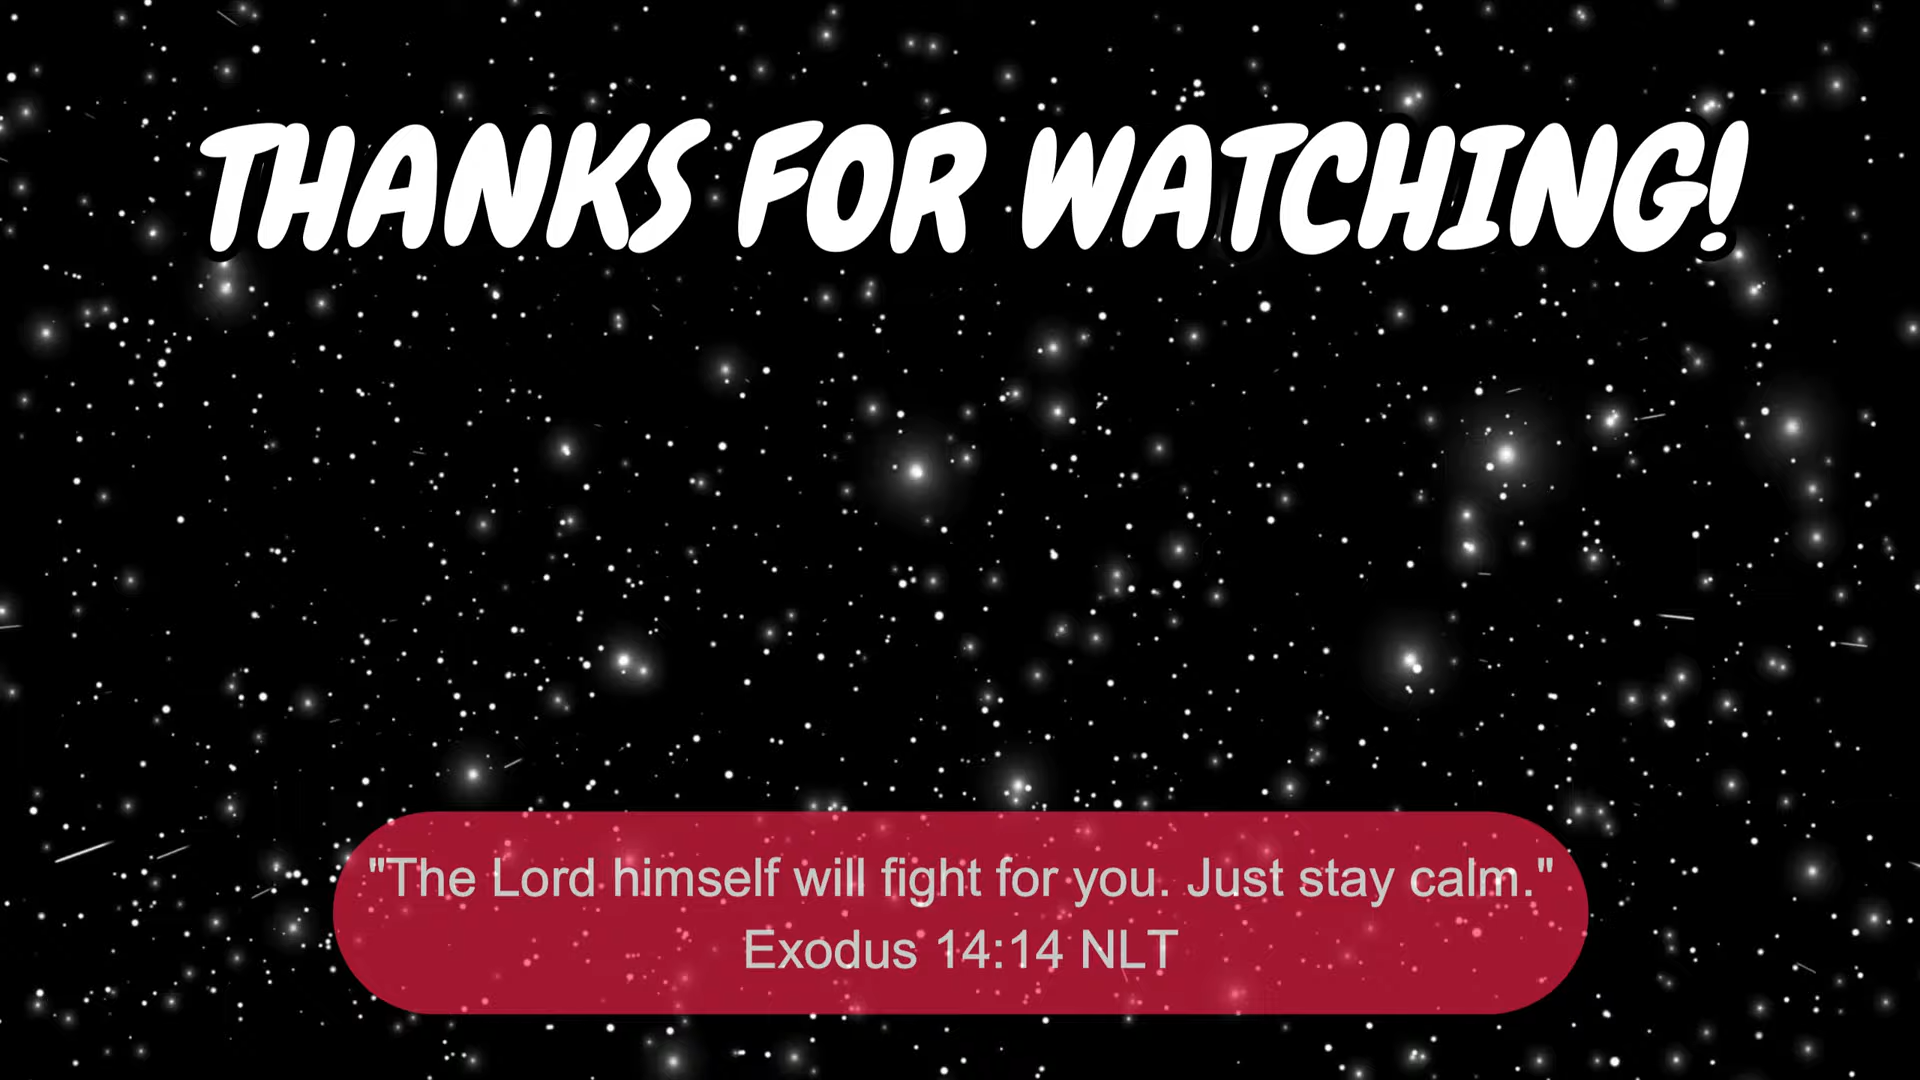 THANKS FOR WATCHING!
"The Lord himself will fight for you. Just stay calm."
Exodus 14:14 NLT